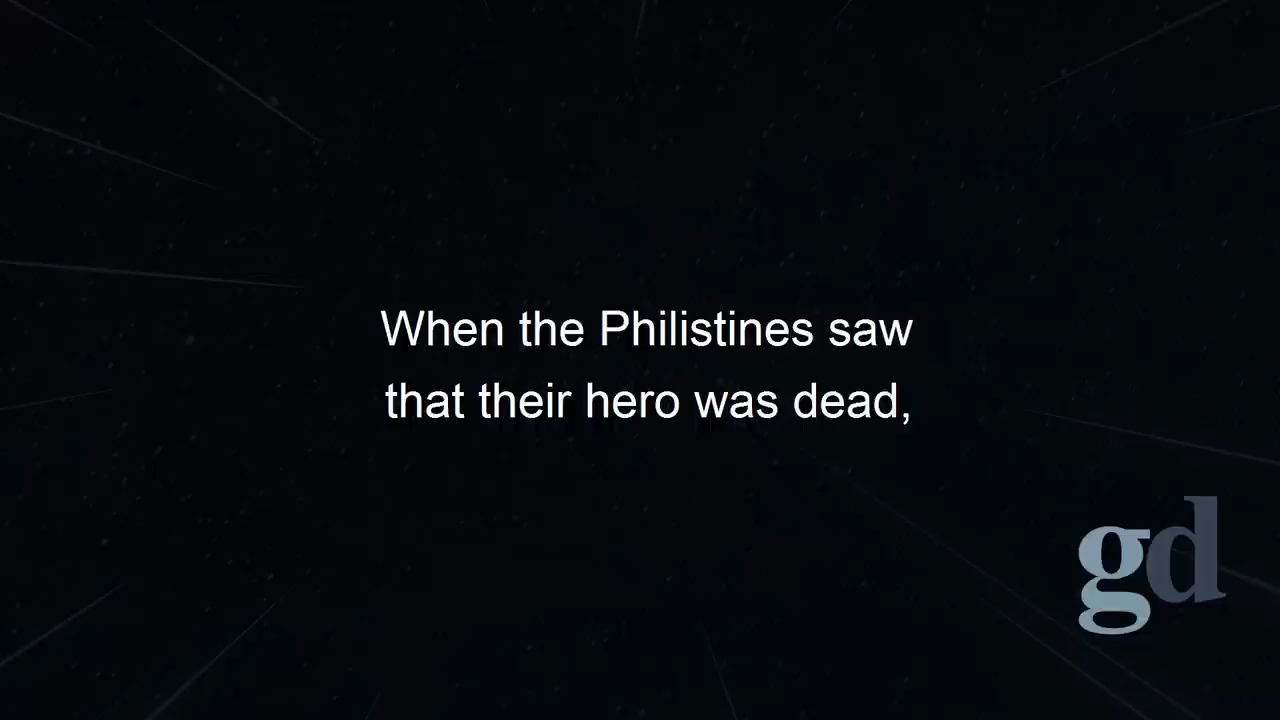 When the Philistines saw
that their hero was dead,
gd